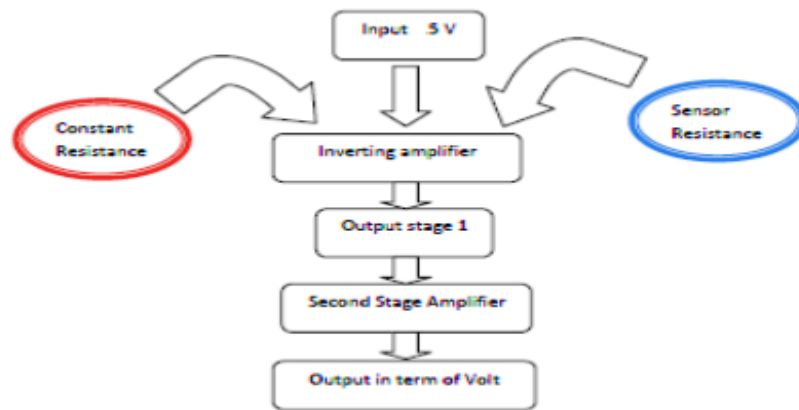 Input .5 V
Constant
Resistance
Sensor
Resistance
Inverting amplifier
Output stage 1
Second Stage Amplifier
Output in term of Volt